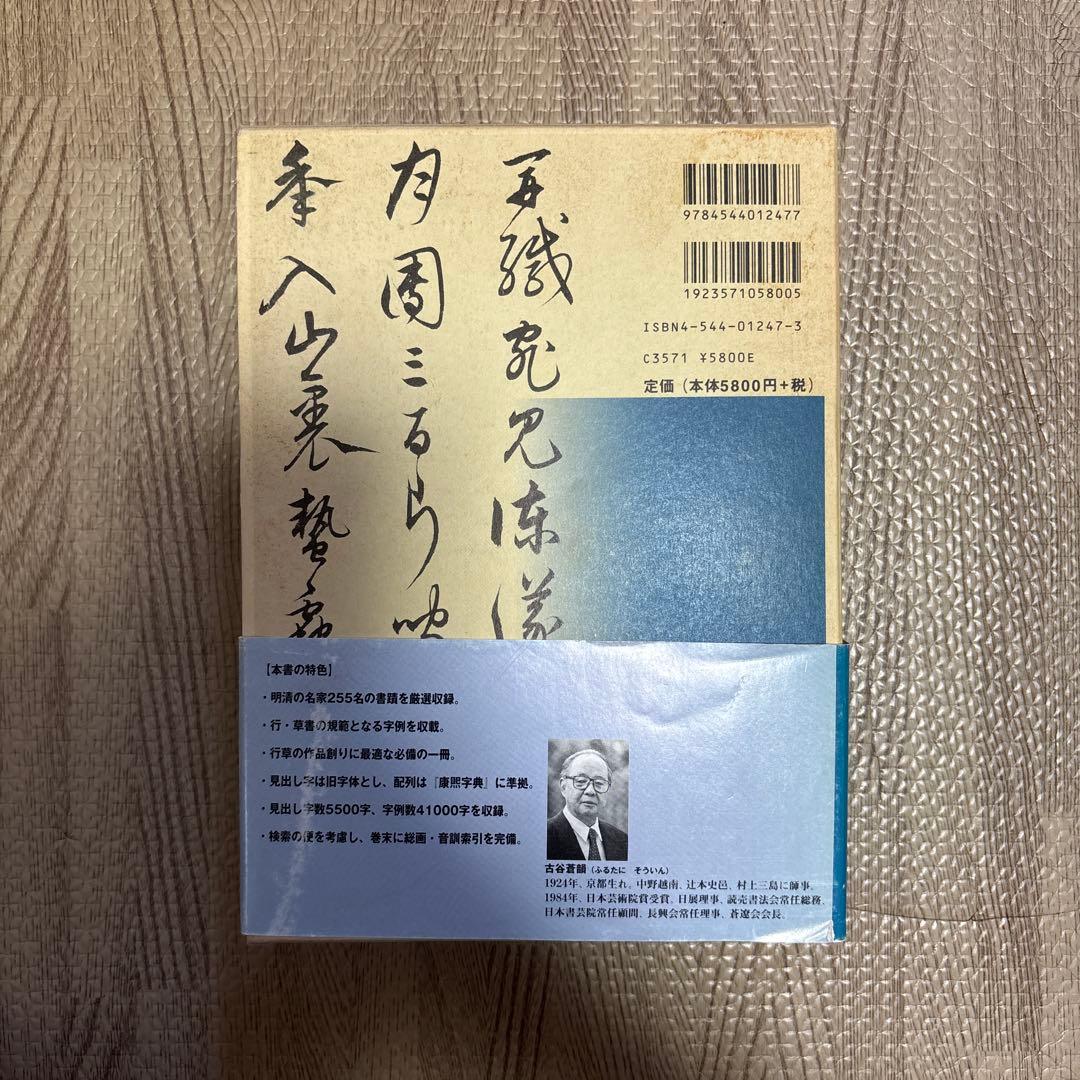 9784544012477
1923571058005
ISBN4-544-01247-3
C3571 ¥5800E
定価（本体5800円+税）
月團三百片
季入山裏蟄
【本書の特色】
・明清の名家255名の書蹟を厳選収録。
・行・草書の規範となる字例を収載。
・行草の作品創りに最適な必備の一冊。
・見出し字は旧字体とし、配列は『康熙字典』に準拠。
・見出し字数5500字、字例数41000字を収録。
・検索の便を考慮し、巻末に総画・音訓索引を完備。
古谷蒼韻（ふるたに そういん）
1924年、京都生れ。中野越南、辻本史邑、村上三島に師事。
1984年、日本芸術院賞受賞。日展理事、読売書法会常任総務、
日本書芸院常任顧問、長興会常任理事、蒼遼会会長。